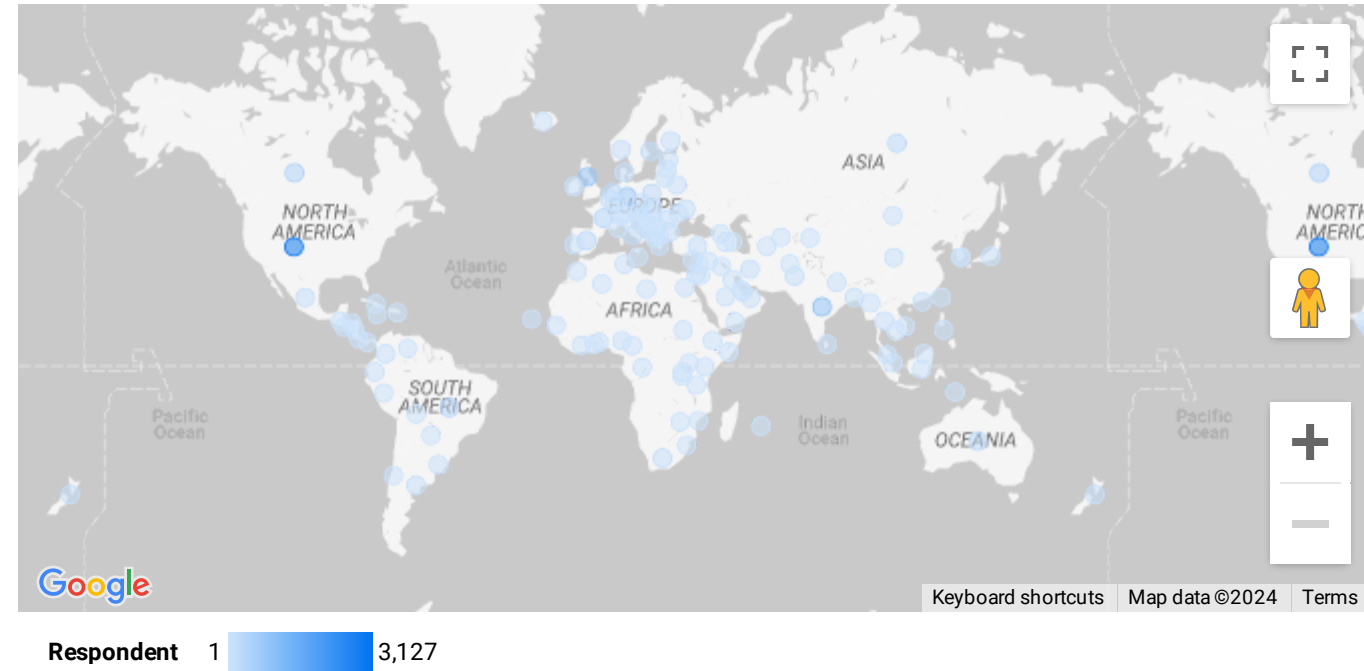 ASIA
NORTH
AMERICA
EUROPE
NORTH
AMERIC
Atlantic
Ocean
AFRICA
SOUTH
AMERICA
Pacific
Ocean
Indian
Ocean
OCEANIA
Pacific
Ocean
Google
Keyboard shortcuts Map data ©2024 Terms
Respondent 1 3,127